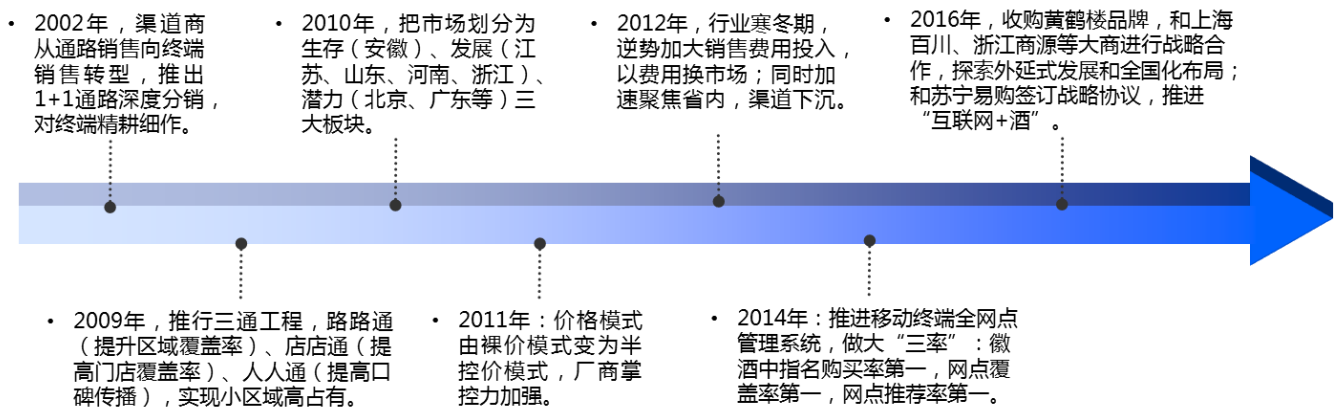 • 2002年，渠道商
从通路销售向终端
销售转型，推出
1+1通路深度分销，
对终端精耕细作。
• 2010年，把市场划分为
生存（安徽）、发展（江
苏、山东、河南、浙江）、
潜力（北京、广东等）三
大板块。
• 2012年，行业寒冬期，
逆势加大销售费用投入，
以费用换市场；同时加
速聚焦省内，渠道下沉。
• 2016年，收购黄鹤楼品牌，和上海
百川、浙江商源等大商进行战略合
作，探索外延式发展和全国化布局；
和苏宁易购签订战略协议，推进
“互联网+酒”。
• 2009年，推行三通工程，路路通
（提升区域覆盖率）、店店通（提
高门店覆盖率）、人人通（提高口
碑传播），实现小区域高占有。
• 2011年：价格模式
由裸价模式变为半
控价模式，厂商掌
控力加强。
• 2014年：推进移动终端全网点
管理系统，做大“三率”：徽
酒中指名购买率第一，网点覆
盖率第一，网点推荐率第一。